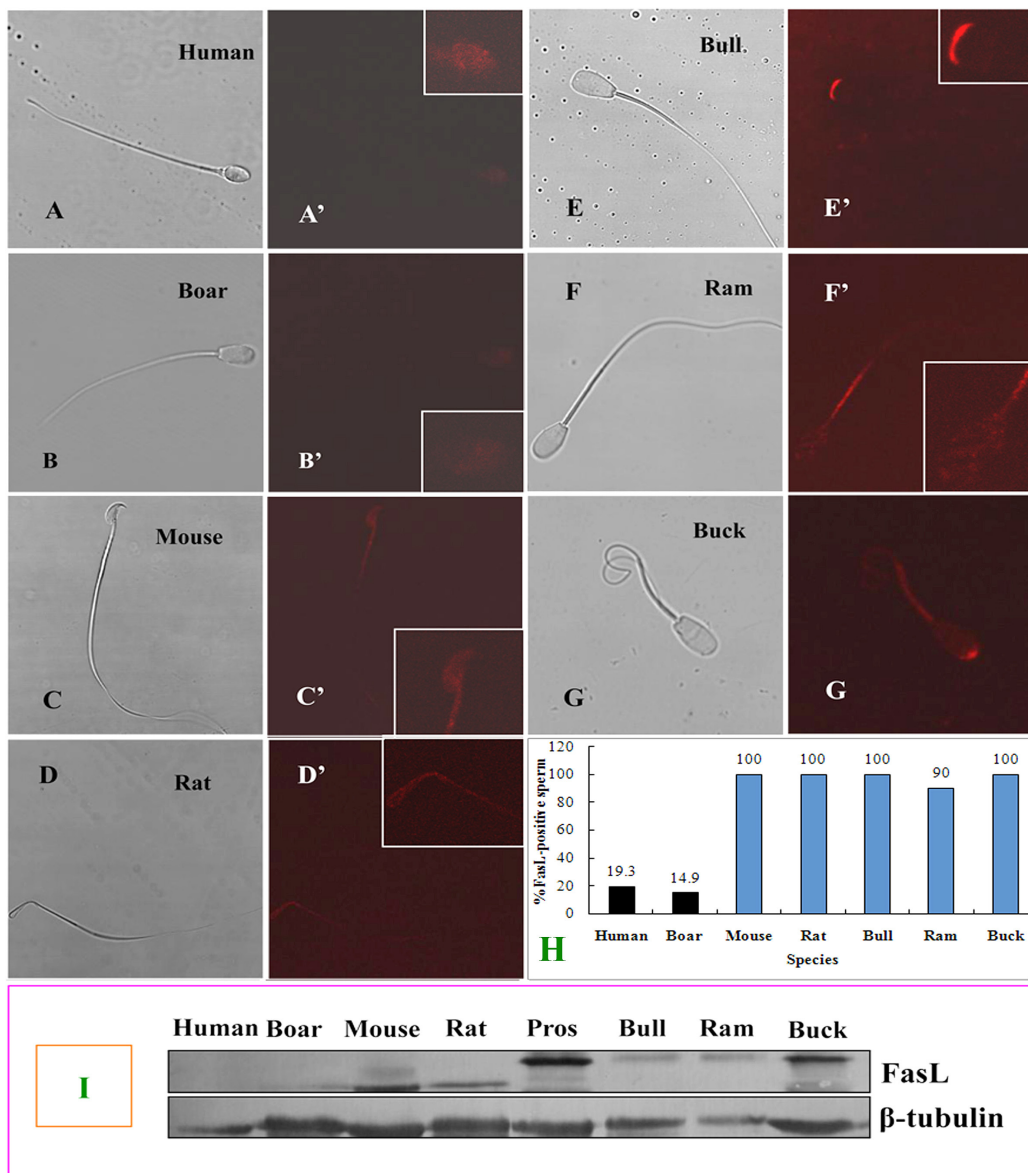 Human
A
A’
Bull
E
E’
Boar
B
B’
F
Ram
F’
Mouse
C
C’
Buck
G
G
D
Rat
D’
%FasL-positive sperm
120
100
80
60
40
20
0
19.3
14.9
100
100
100
90
100
Human Boar Mouse Rat Bull Ram Buck
Species
H
Human Boar Mouse Rat Pros Bull Ram Buck
I
FasL
β-tubulin